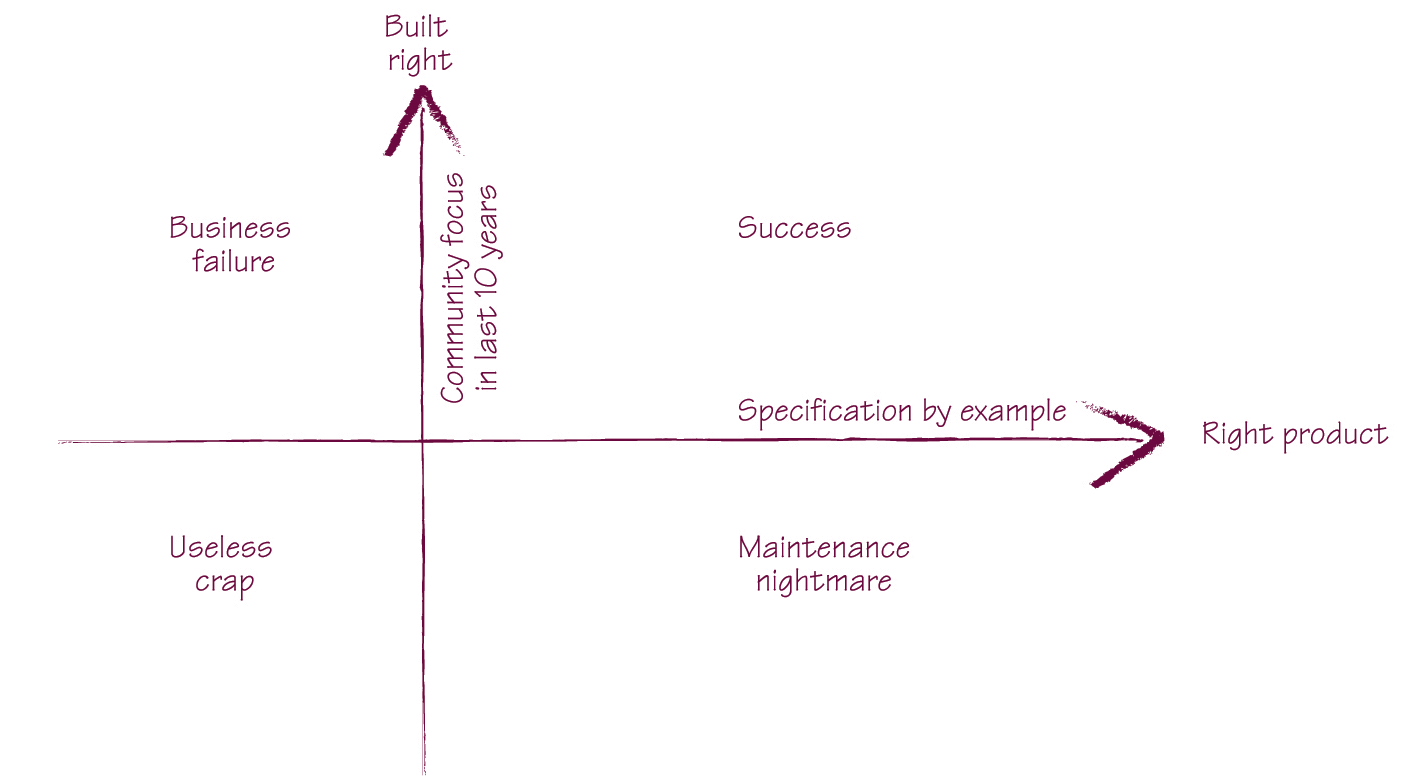 Built
right
Community focus
in last 10 years
Business
failure
Success
Specification by example
Right product
Useless
crap
Maintenance
nightmare